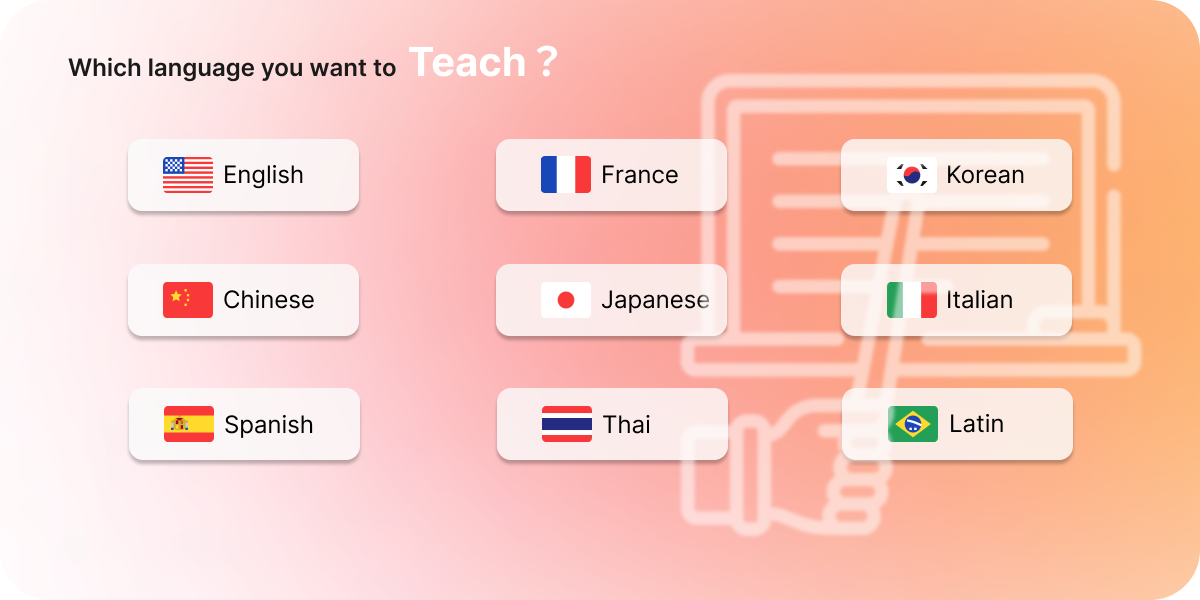 Which language you want to Teach ?
English
France
Korean
Chinese
Japanese
Italian
Spanish
Thai
Latin